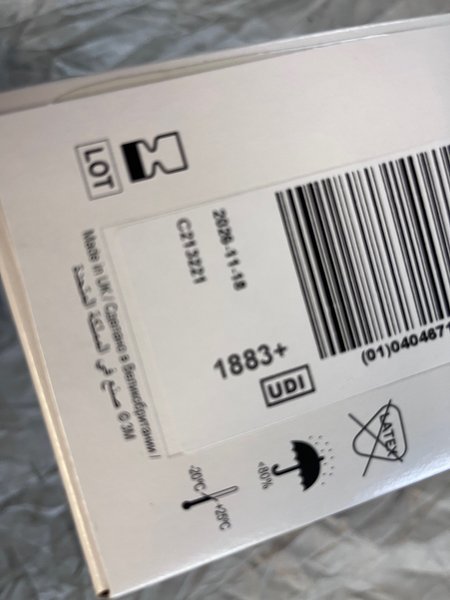 LOT
2026-11-18
C213221
Made in UK / Сделано в Великобритании /
صنع في المملكة المتحدة © 3M
1883+
UDI
(01)0404671
LATEX
<80%
-20°C
+25°C